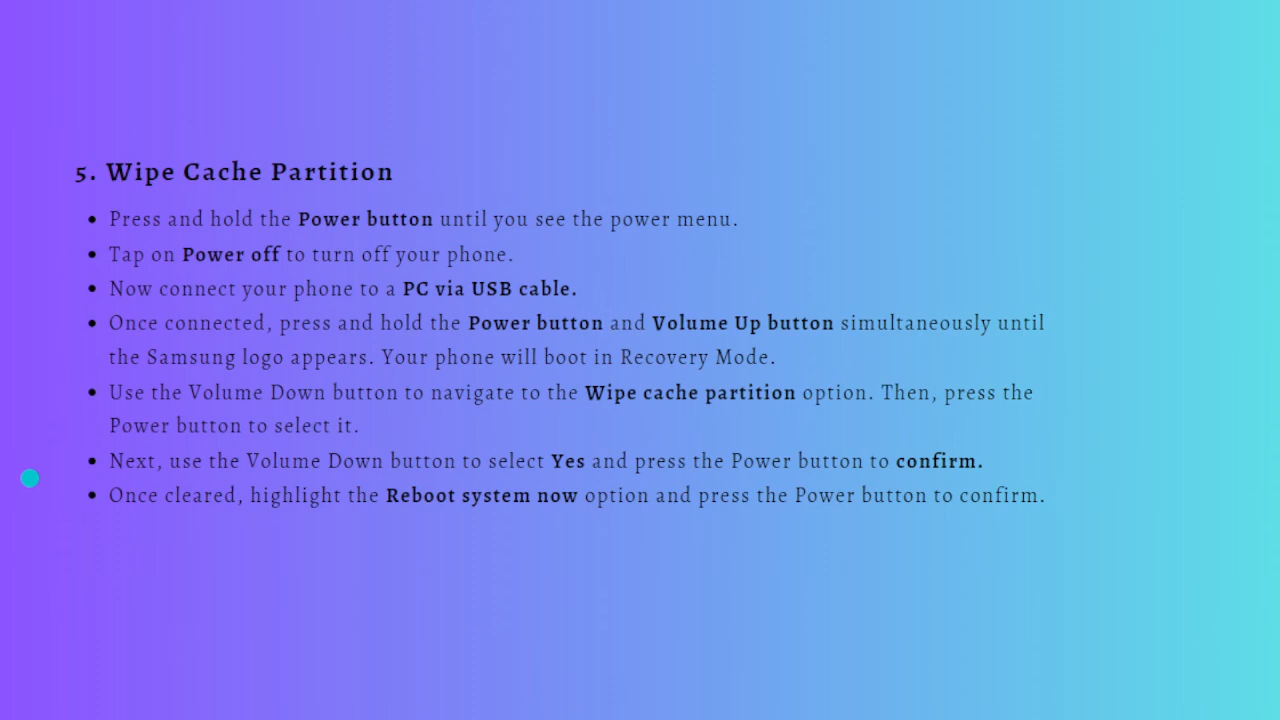 5. Wipe Cache Partition
• Press and hold the Power button until you see the power menu.
• Tap on Power off to turn off your phone.
• Now connect your phone to a PC via USB cable.
• Once connected, press and hold the Power button and Volume Up button simultaneously until
the Samsung logo appears. Your phone will boot in Recovery Mode.
• Use the Volume Down button to navigate to the Wipe cache partition option. Then, press the
Power button to select it.
• Next, use the Volume Down button to select Yes and press the Power button to confirm.
• Once cleared, highlight the Reboot system now option and press the Power button to confirm.